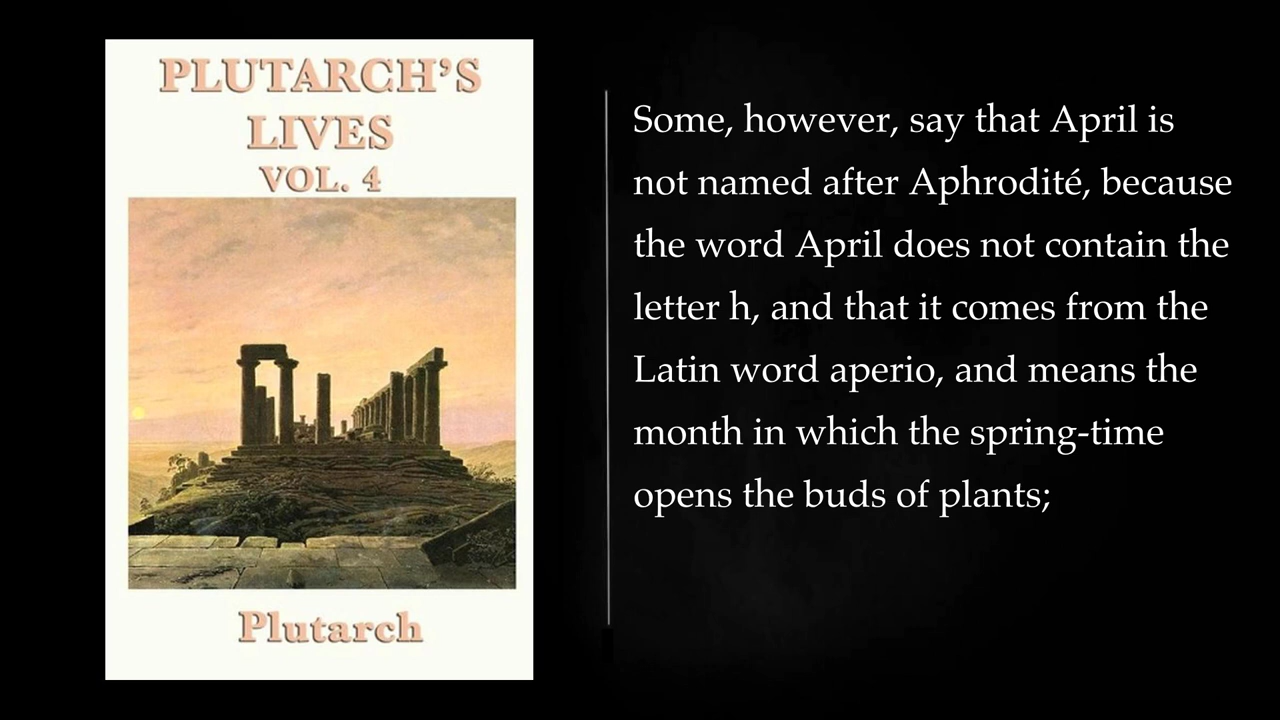 PLUTARCH'S
LIVES
VOL. 4
Plutarch
Some, however, say that April is
not named after Aphrodité, because
the word April does not contain the
letter h, and that it comes from the
Latin word aperio, and means the
month in which the spring-time
opens the buds of plants;